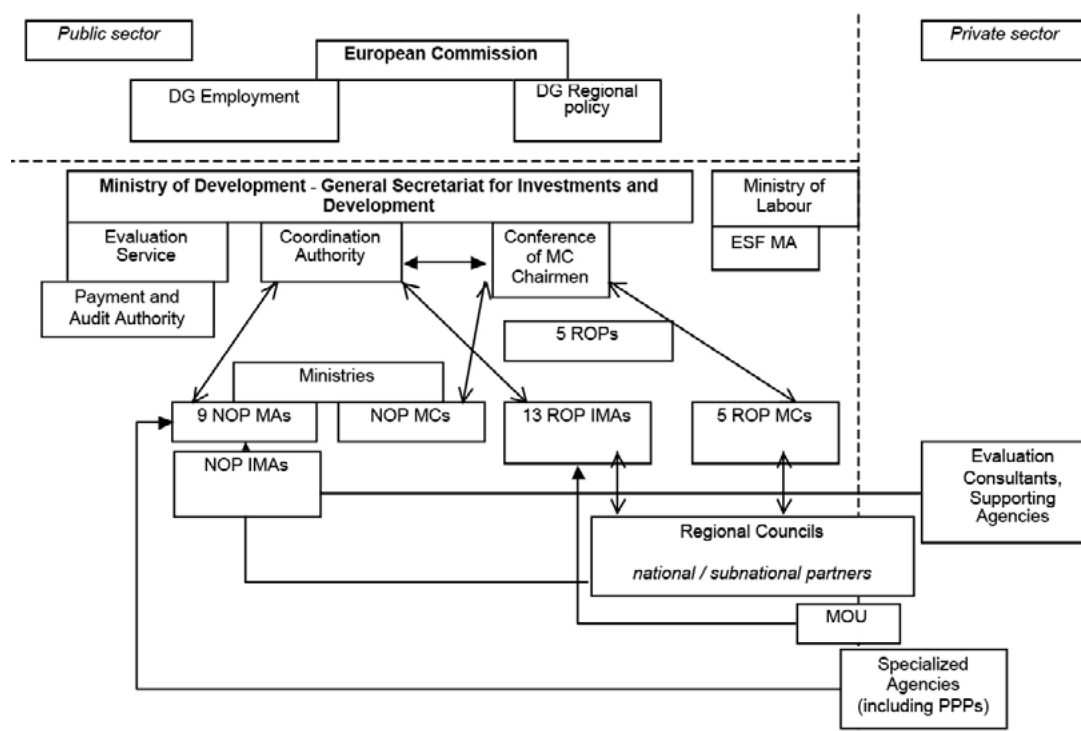 Public sector
Private sector
European Commission
DG Employment
DG Regional
policy
Ministry of Development - General Secretariat for Investments and
Development
Ministry of
Labour
Evaluation
Service
Coordination
Authority
Conference
of MC
Chairmen
ESF MA
Payment and
Audit Authority
5 ROPs
Ministries
9 NOP MAs
NOP MCs
13 ROP IMAs
5 ROP MCs
NOP IMAs
Evaluation
Consultants,
Supporting
Agencies
Regional Councils
national / subnational partners
MOU
Specialized
Agencies
(including PPPs)